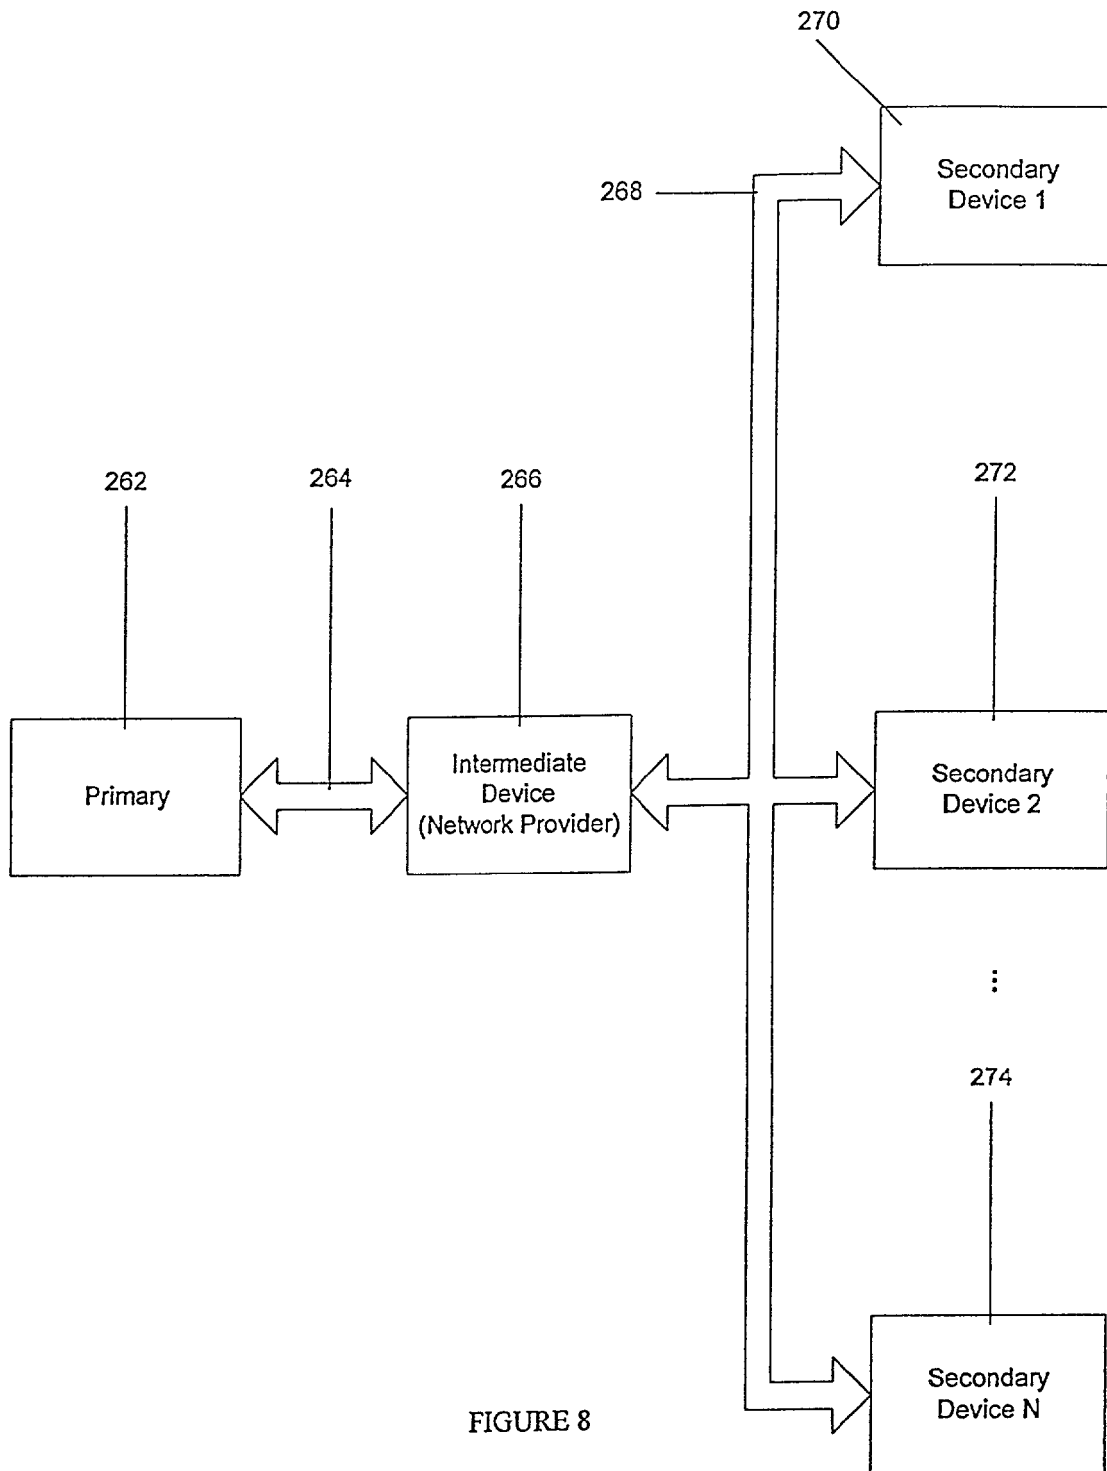 270
Secondary
Device 1
268
262
264
266
272
Primary
Intermediate
Device
(Network Provider)
Secondary
Device 2
...
274
Secondary
Device N
FIGURE 8